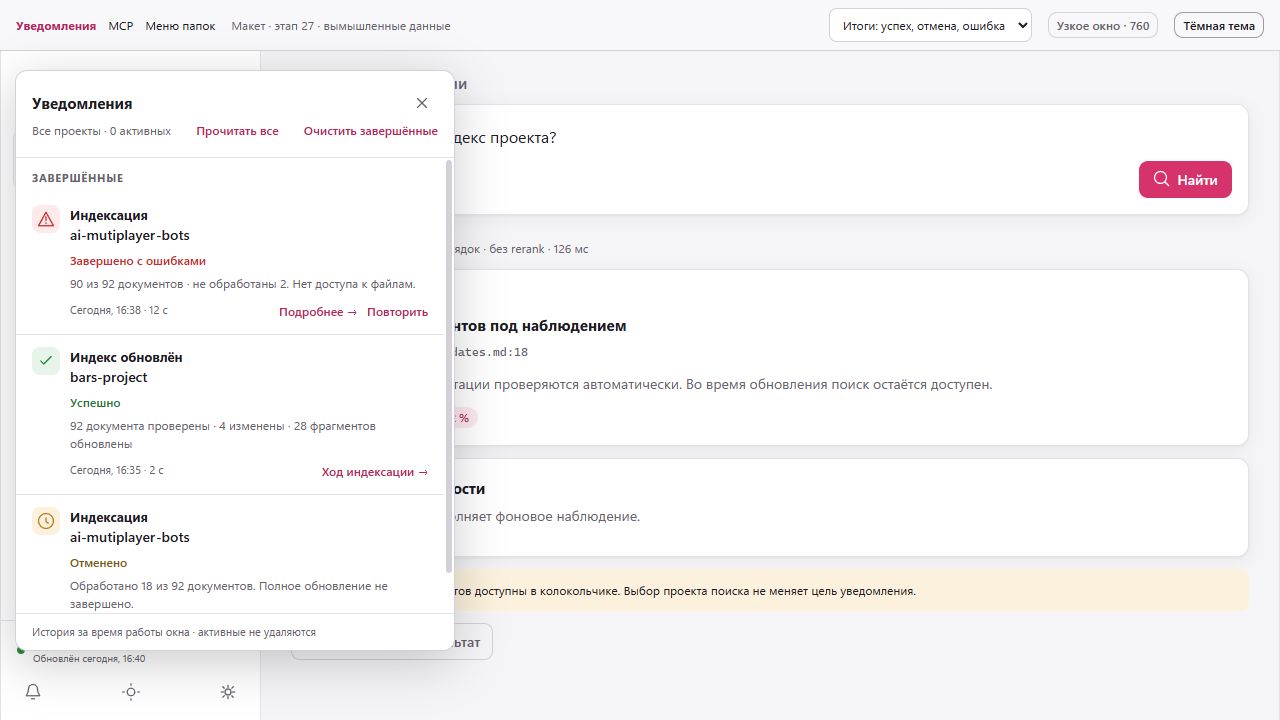 Уведомления MCP Меню папок Макет · этап 27 · вымышленные данные Итоги: успех, отмена, ошибка Узкое окно · 760 Тёмная тема
Уведомления
Все проекты · 0 активных Прочитать все Очистить завершённые
ЗАВЕРШЁННЫЕ
Индексация
ai-mutiplayer-bots
Завершено с ошибками
90 из 92 документов · не обработаны 2. Нет доступа к файлам.
Сегодня, 16:38 · 12 с Подробнее → Повторить
Индекс обновлён
bars-project
Успешно
92 документа проверены · 4 изменены · 28 фрагментов
обновлены
Сегодня, 16:35 · 2 с Ход индексации →
Индексация
ai-mutiplayer-bots
Отменено
Обработано 18 из 92 документов. Полное обновление не
завершено.
История за время работы окна · активные не удаляются
Обновлён сегодня, 16:40
декс проекта?
Найти
ядок · без rerank · 126 мс
нтов под наблюдением
dates.md:18
тации проверяются автоматически. Во время обновления поиск остаётся доступен.
%
ости
олняет фоновое наблюдение.
тов доступны в колокольчике. Выбор проекта поиска не меняет цель уведомления.
ьтат